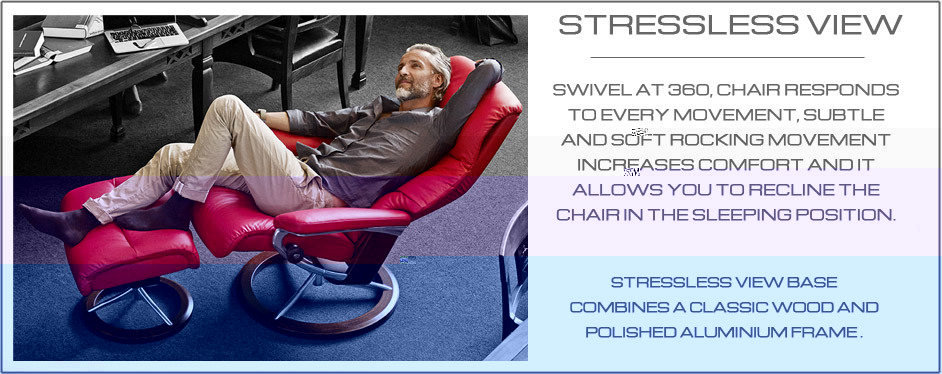 STRESSLESS VIEW
SWIVEL AT 360, CHAIR RESPONDS
TO EVERY MOVEMENT, SUBTLE
AND SOFT ROCKING MOVEMENT
INCREASES COMFORT AND IT
ALLOWS YOU TO RECLINE THE
CHAIR IN THE SLEEPING POSITION.
STRESSLESS VIEW BASE
COMBINES A CLASSIC WOOD AND
POLISHED ALUMINIUM FRAME.